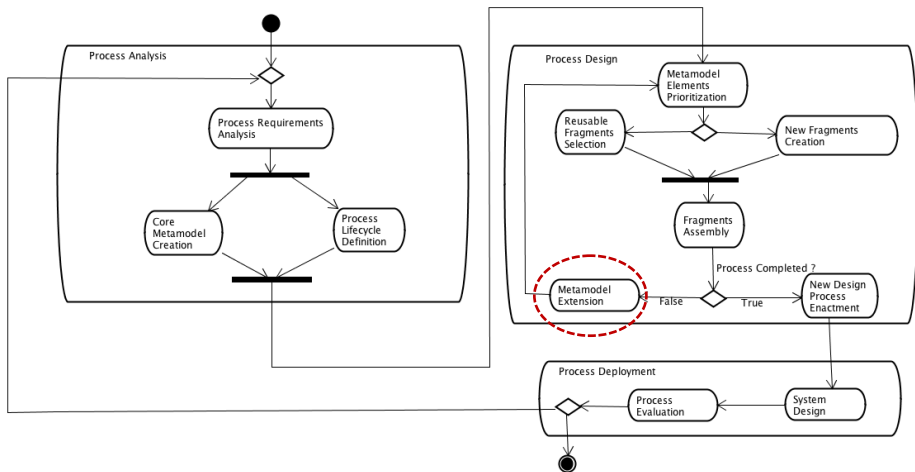 Process Analysis
Process Requirements
Analysis
Core
Metamodel
Creation
Process
Lifecycle
Definition
Process Design
Metamodel
Elements
Prioritization
Reusable
Fragments
Selection
New Fragments
Creation
Fragments
Assembly
Process Completed ?
Metamodel
Extension
False
True
New Design
Process
Enactment
Process Deployment
Process
Evaluation
System
Design